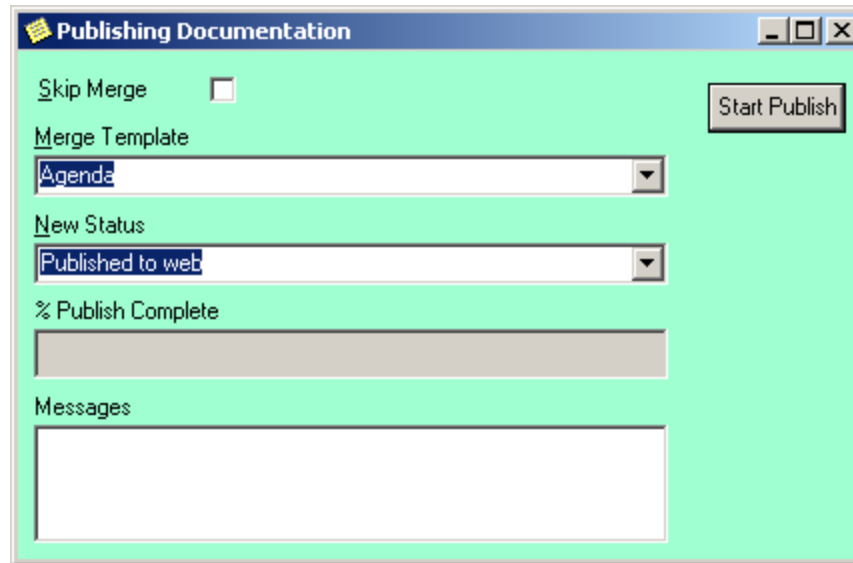 Publishing Documentation
Skip Merge
Start Publish
Merge Template
Agenda
New Status
Published to web
% Publish Complete
Messages